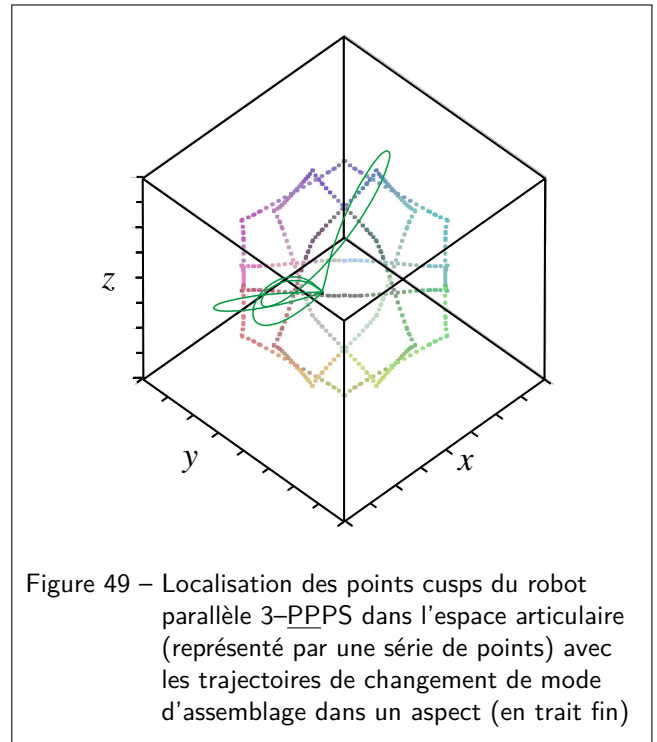 z
y
x
Figure 49 – Localisation des points cusps du robot
parallèle 3–PPPS dans l'espace articulaire
(représenté par une série de points) avec
les trajectoires de changement de mode
d'assemblage dans un aspect (en trait fin)